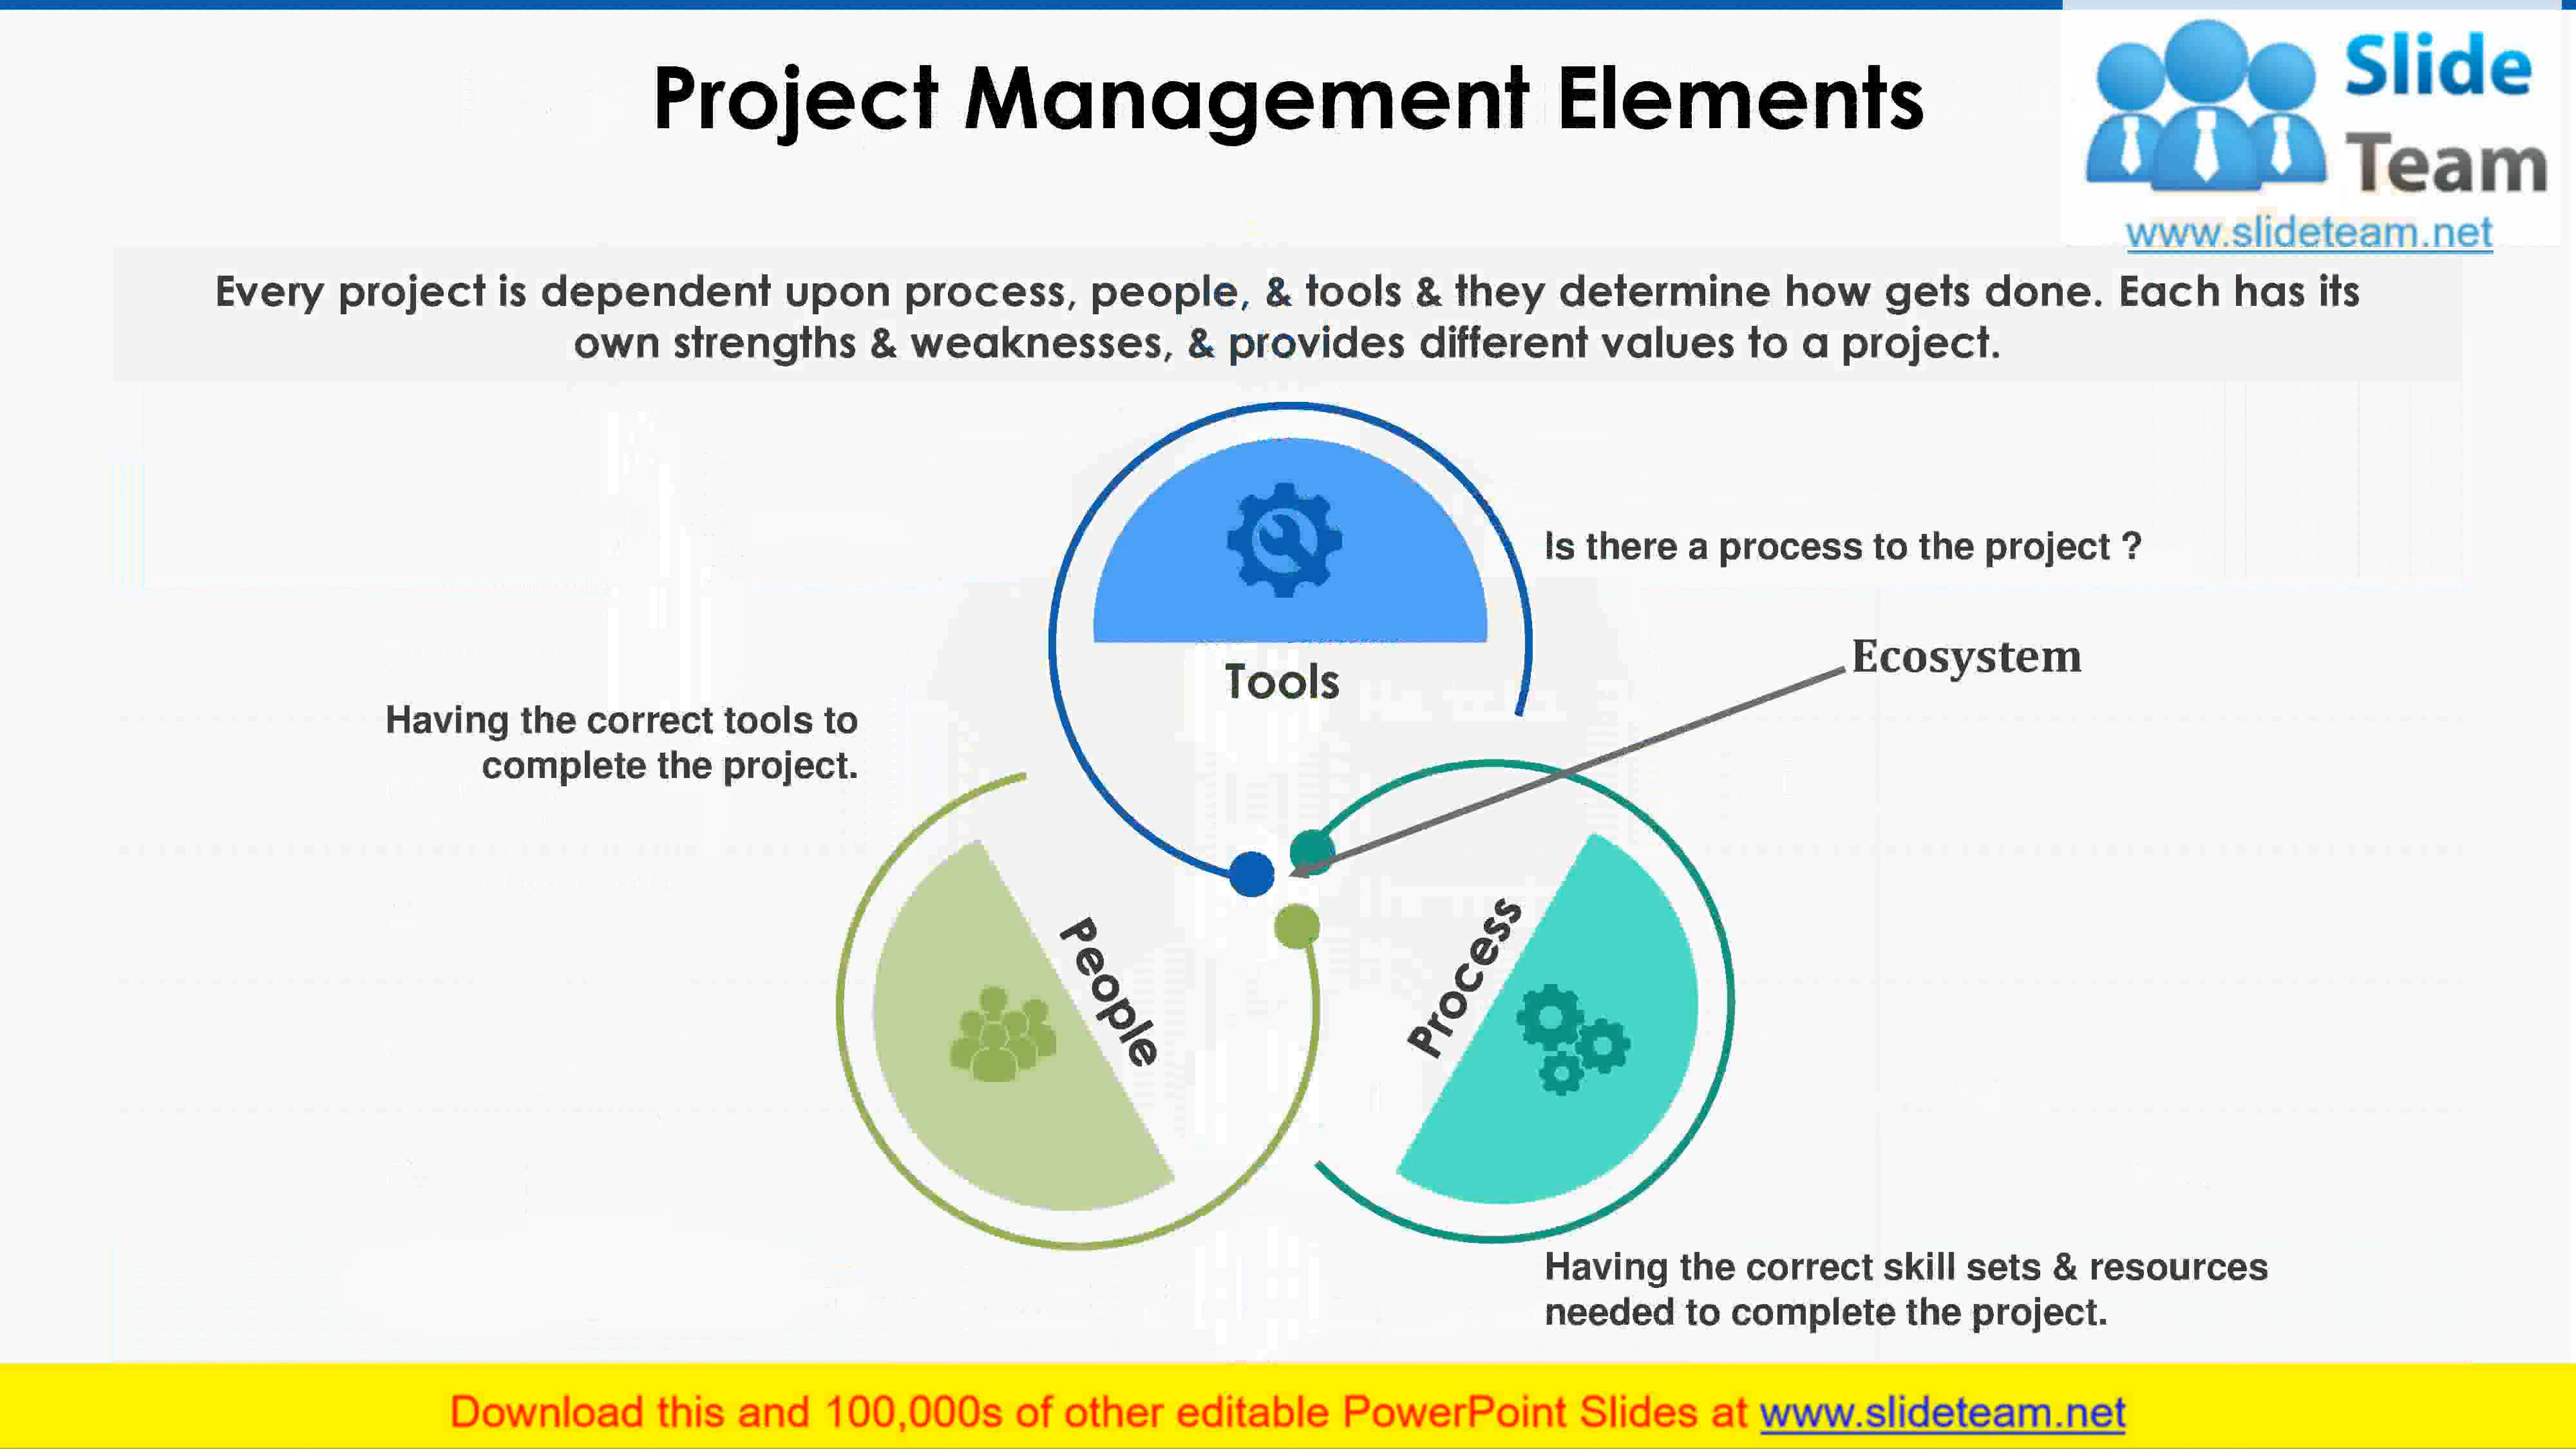 Project Management Elements
Slide
Team
www.slideteam.net
Every project is dependent upon process, people, & tools & they determine how gets done. Each has its
own strengths & weaknesses, & provides different values to a project.
Is there a process to the project ?
Ecosystem
Tools
Having the correct tools to
complete the project.
People
Process
Having the correct skill sets & resources
needed to complete the project.
Download this and 100,000s of other editable PowerPoint Slides at www.slideteam.net